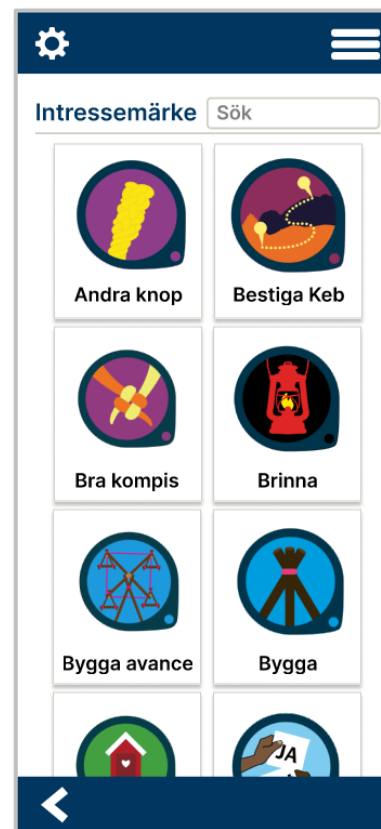 Intressemärke Sök
Andra knop Bestiga Keb
Bra kompis Brinna
Bygga avance Bygga
JA